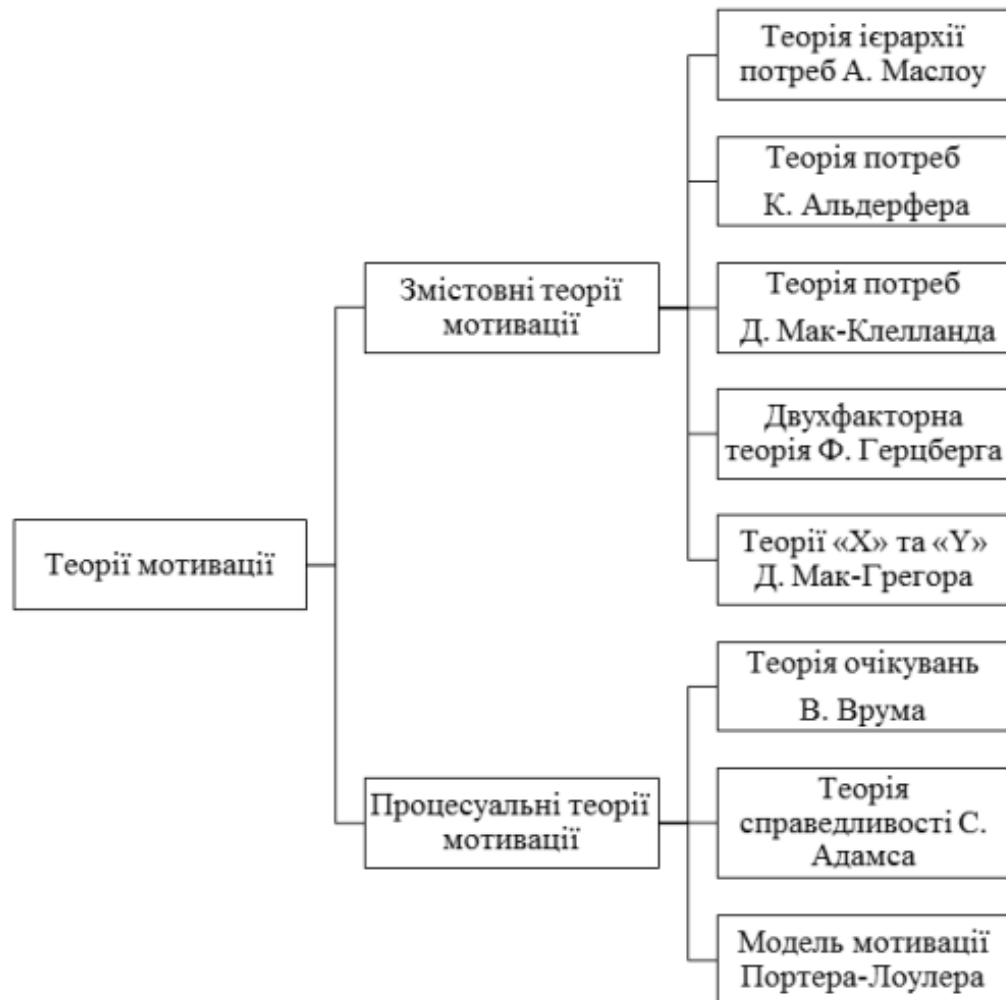 Теорії мотивації
Змістовні теорії
мотивації
Теорія ієрархії
потреб А. Маслоу
Теорія потреб
К. Альдерфера
Теорія потреб
Д. Мак-Клелланда
Двухфакторна
теорія Ф. Герцберга
Теорії «X» та «Y»
Д. Мак-Грегора
Процесуальні теорії
мотивації
Теорія очікувань
В. Врума
Теорія
справедливості С.
Адамса
Модель мотивації
Портера-Лоулера